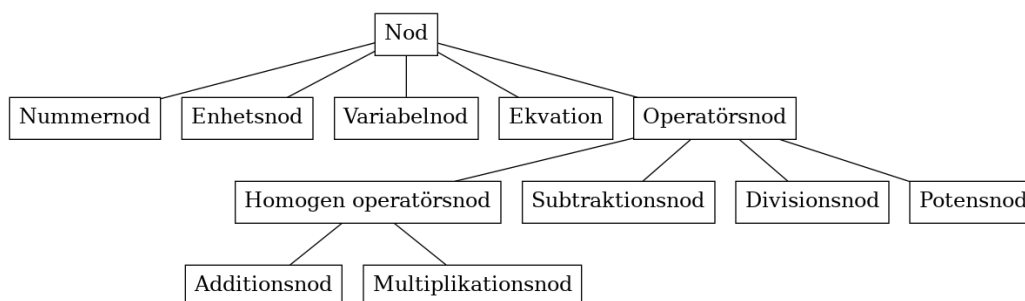 Nod
Nummernod
Enhetsnod
Variabelnod
Ekvation
Operatörsnod
Homogen operatörsnod
Subtraktionsnod
Divisionsnod
Potensnod
Additionsnod
Multiplikationsnod